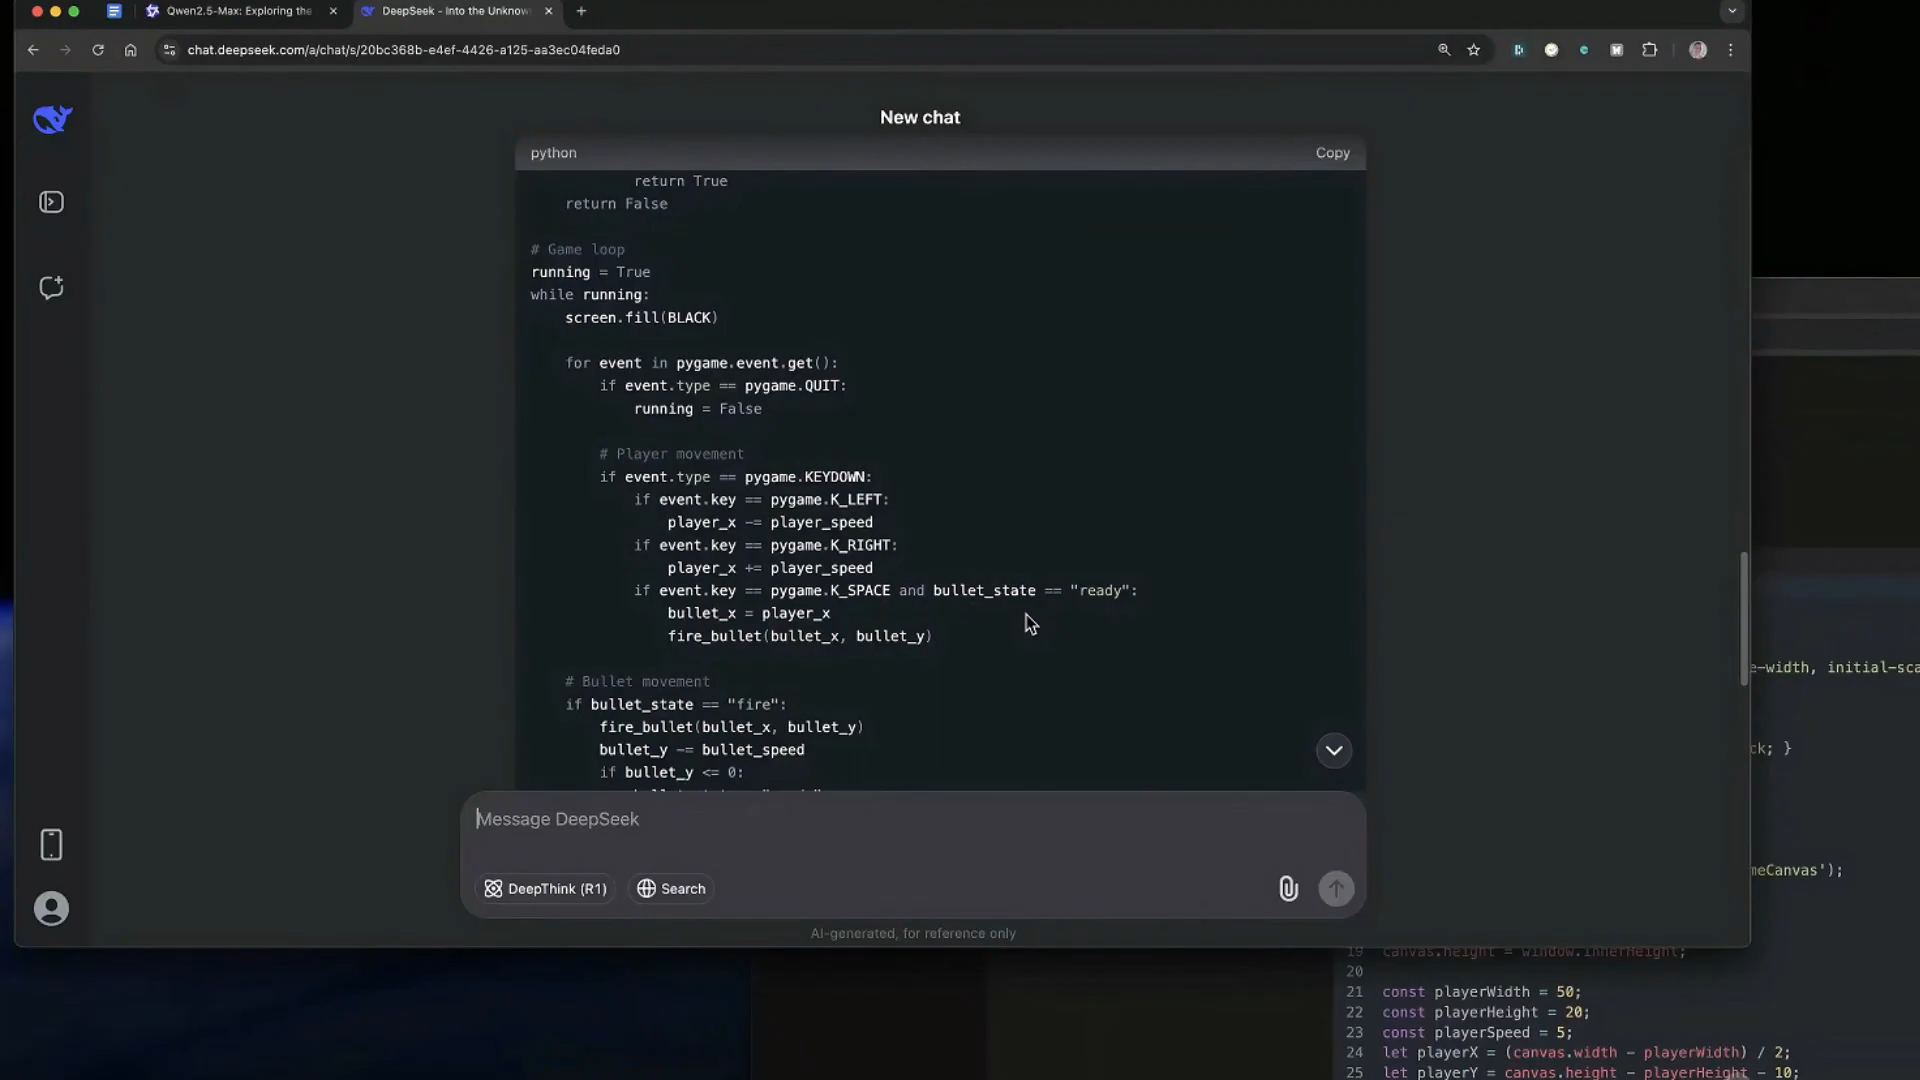 Qwen2.5-Max: Exploring the
DeepSeek - Into the Unknow
chat.deepseek.com/a/chat/s/20bc368b-e4ef-4426-a125-aa3ec04feda0
New chat
python
Copy
return True
return False
# Game loop
running = True
while running:
screen.fill(BLACK)
for event in pygame.event.get():
if event.type == pygame.QUIT:
running = False
# Player movement
if event.type == pygame.KEYDOWN:
if event.key == pygame.K_LEFT:
player_x -= player_speed
if event.key == pygame.K_RIGHT:
player_x += player_speed
if event.key == pygame.K_SPACE and bullet_state == "ready":
bullet_x = player_x
fire_bullet(bullet_x, bullet_y)
# Bullet movement
if bullet_state == "fire":
fire_bullet(bullet_x, bullet_y)
bullet_y -= bullet_speed
if bullet_y <= 0:
Message DeepSeek
DeepThink (R1)
Search
AI-generated, for reference only
e-width, initial-sca
ck; }
meCanvas');
19 canvas.height = window.innerHeight;
20
21 const playerWidth = 50;
22 const playerHeight = 20;
23 const playerSpeed = 5;
24 let playerX = (canvas.width - playerWidth) / 2;
25 let playerY = canvas.height - playerHeight - 10;